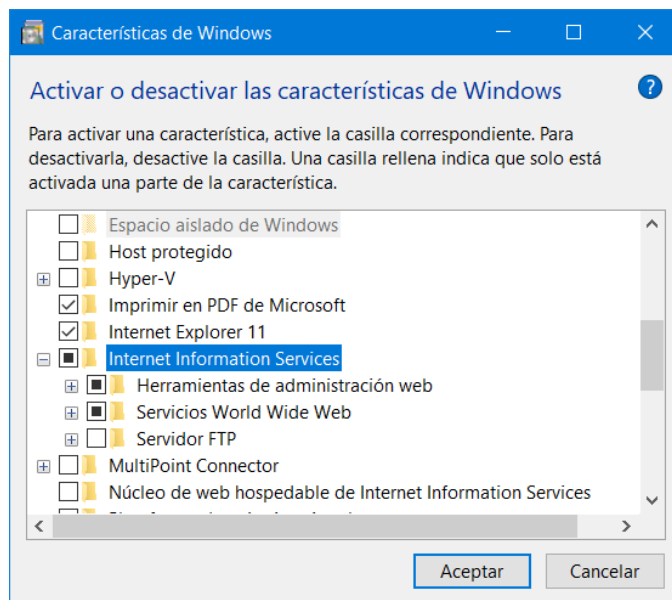 Características de Windows
Activar o desactivar las características de Windows
?
Para activar una característica, active la casilla correspondiente. Para
desactivarla, desactive la casilla. Una casilla rellena indica que solo está
activada una parte de la característica.
Espacio aislado de Windows
Host protegido
Hyper-V
Imprimir en PDF de Microsoft
Internet Explorer 11
Internet Information Services
Herramientas de administración web
Servicios World Wide Web
Servidor FTP
MultiPoint Connector
Núcleo de web hospedable de Internet Information Services
Aceptar
Cancelar